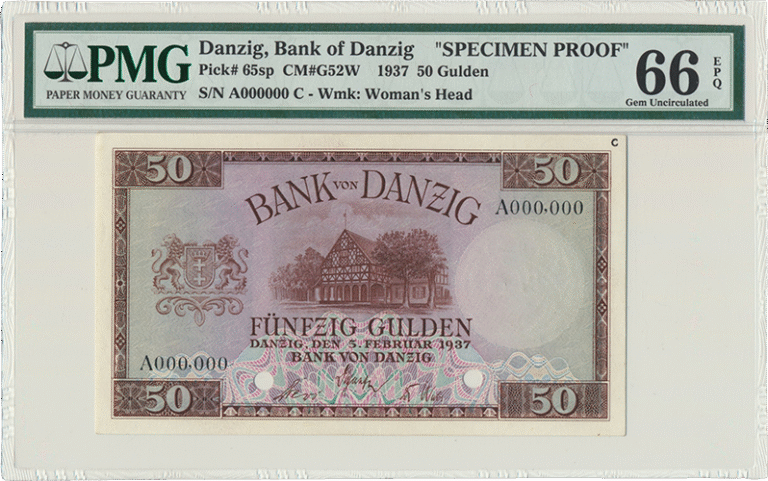 PMG
PAPER MONEY GUARANTY
Danzig, Bank of Danzig "SPECIMEN PROOF"
Pick# 65sp CM#G52W 1937 50 Gulden
S/N A000000 C - Wmk: Woman's Head
66 EPQ
Gem Uncirculated
C
50 50
BANK VON DANZIG
A000,000
FÜNFZIG GULDEN
DANZIG, DEN 5. FEBRUAR 1937
BANK VON DANZIG
A000,000
50 50